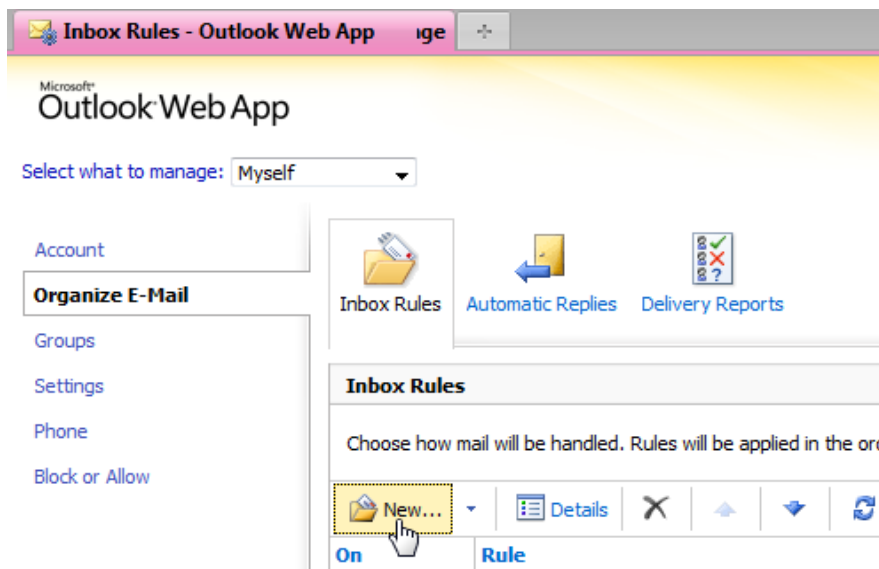 Inbox Rules - Outlook Web App ıge
Microsoft
Outlook Web App
Select what to manage: Myself
Account
Organize E-Mail
Groups
Settings
Phone
Block or Allow
Inbox Rules Automatic Replies Delivery Reports
Inbox Rules
Choose how mail will be handled. Rules will be applied in the
New... Details
On Rule